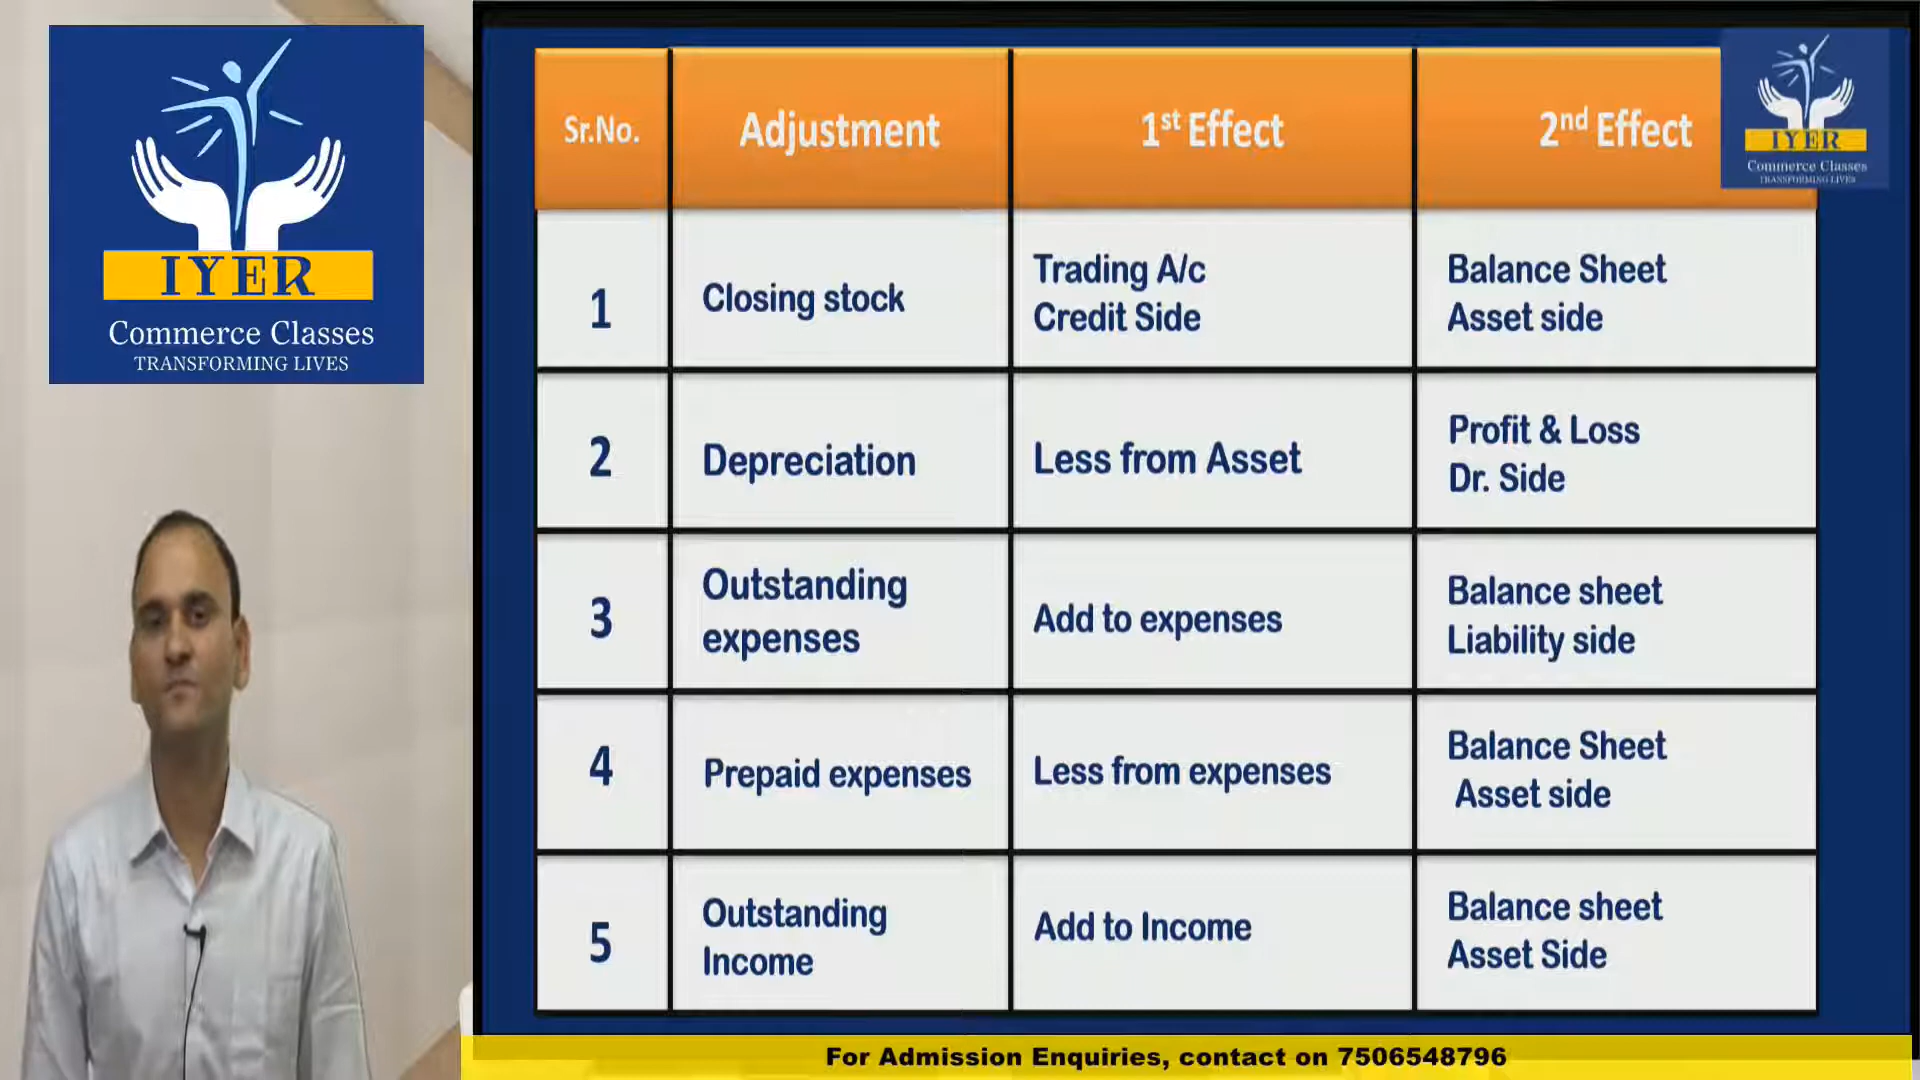 IYER
Commerce Classes
TRANSFORMING LIVES
Sr.No.
Adjustment
1st Effect
2nd Effect
IYER
Commerce Classes
TRANSFORMING LIVES
1
Closing stock
Trading A/c
Credit Side
Balance Sheet
Asset side
2
Depreciation
Less from Asset
Profit & Loss
Dr. Side
3
Outstanding
expenses
Add to expenses
Balance sheet
Liability side
4
Prepaid expenses
Less from expenses
Balance Sheet
Asset side
5
Outstanding
Income
Add to Income
Balance sheet
Asset Side
For Admission Enquiries, contact on 7506548796